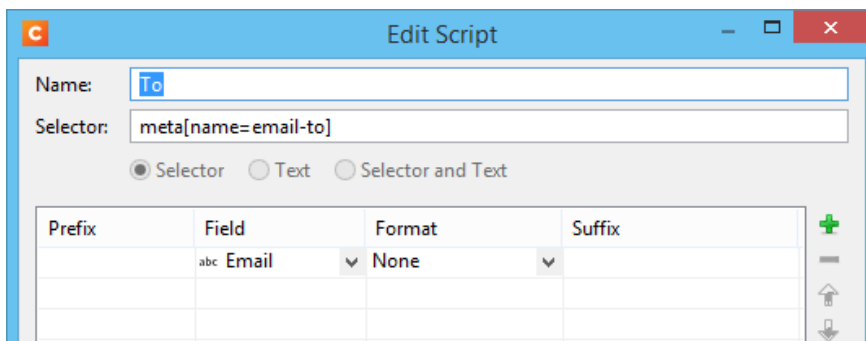 C Edit Script
Name: To
Selector: meta[name=email-to]
Selector Text Selector and Text
Prefix Field Format Suffix
abc Email None